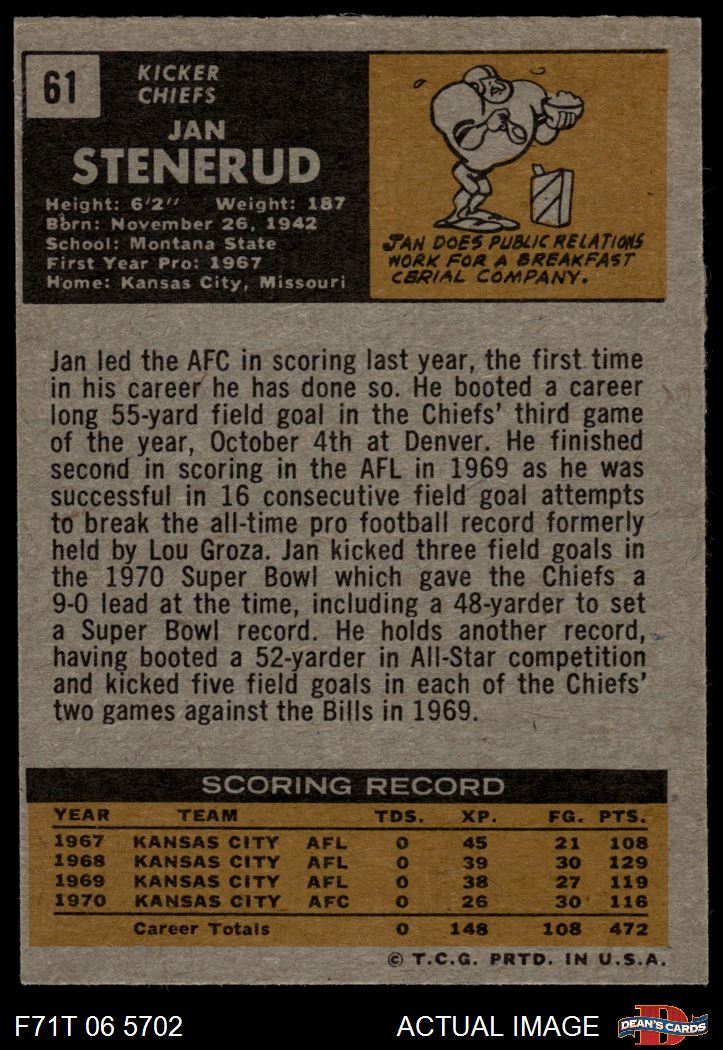 61
KICKER
CHIEFS
JAN
STENERUD
Height: 6'2" Weight: 187
Born: November 26, 1942
School: Montana State
First Year Pro: 1967
Home: Kansas City, Missouri
JAN DOES PUBLIC RELATIONS
WORK FOR A BREAKFAST
CERIAL COMPANY.
Jan led the AFC in scoring last year, the first time
in his career he has done so. He booted a career
long 55-yard field goal in the Chiefs' third game
of the year, October 4th at Denver. He finished
second in scoring in the AFL in 1969 as he was
successful in 16 consecutive field goal attempts
to break the all-time pro football record formerly
held by Lou Groza. Jan kicked three field goals in
the 1970 Super Bowl which gave the Chiefs a
9-0 lead at the time, including a 48-yarder to set
a Super Bowl record. He holds another record,
having booted a 52-yarder in All-Star competition
and kicked five field goals in each of the Chiefs'
two games against the Bills in 1969.
SCORING RECORD
YEAR TEAM TDS. XP. FG. PTS.
1967 KANSAS CITY AFL 0 45 21 108
1968 KANSAS CITY AFL 0 39 30 129
1969 KANSAS CITY AFL 0 38 27 119
1970 KANSAS CITY AFC 0 26 30 116
Career Totals 0 148 108 472
© T.C.G. PRTD. IN U.S.A.
F71T 06 5702 ACTUAL IMAGE D DEAN'S CARDS